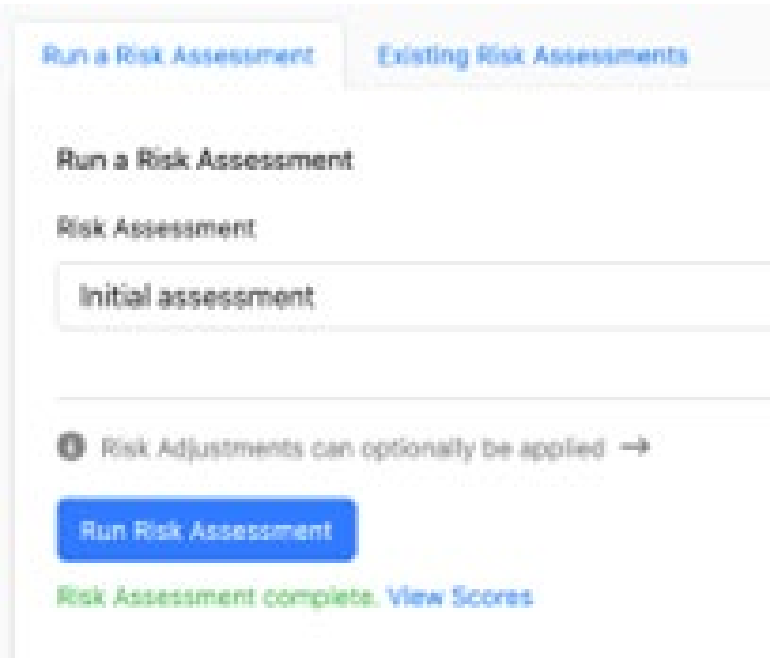 Run a Risk Assessment Existing Risk Assessments
Run a Risk Assessment
Risk Assessment
Initial assessment
Risk Adjustments can optionally be applied →
Run Risk Assessment
Risk Assessment complete. View Scores